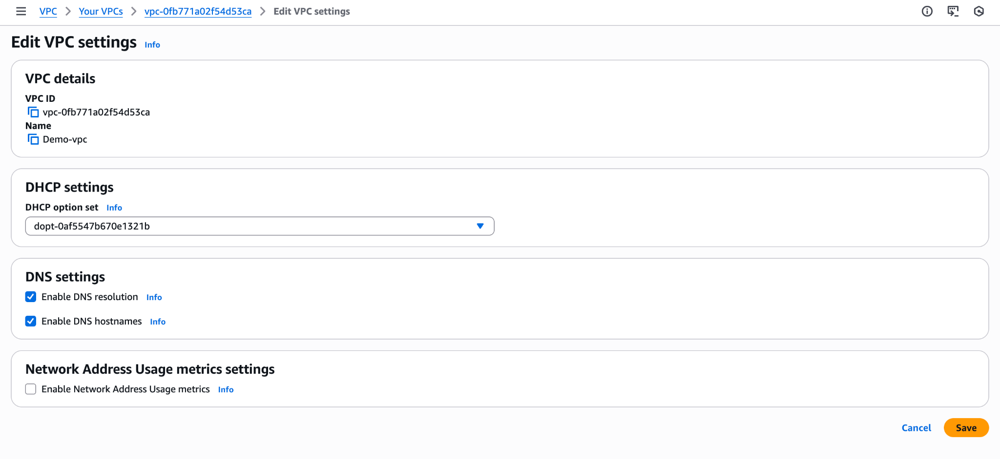 VPC > Your VPCs > vpc-0fb771a02f54d53ca > Edit VPC settings
Edit VPC settings Info
VPC details
VPC ID
vpc-0fb771a02f54d53ca
Name
Demo-vpc
DHCP settings
DHCP option set Info
dopt-0af5547b670e1321b
DNS settings
Enable DNS resolution Info
Enable DNS hostnames Info
Network Address Usage metrics settings
Enable Network Address Usage metrics Info
Cancel Save